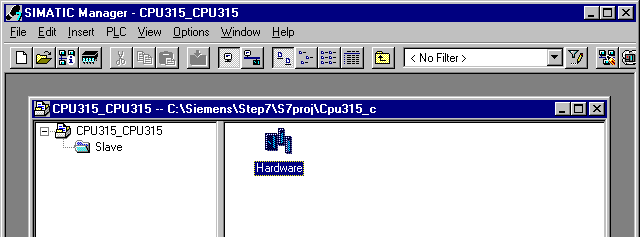 SIMATIC Manager - CPU315_CPU315
File Edit Insert PLC View Options Window Help
< No Filter >
CPU315_CPU315 -- C:\Siemens\Step7\S7proj\Cpu315_c
CPU315_CPU315
Slave
Hardware